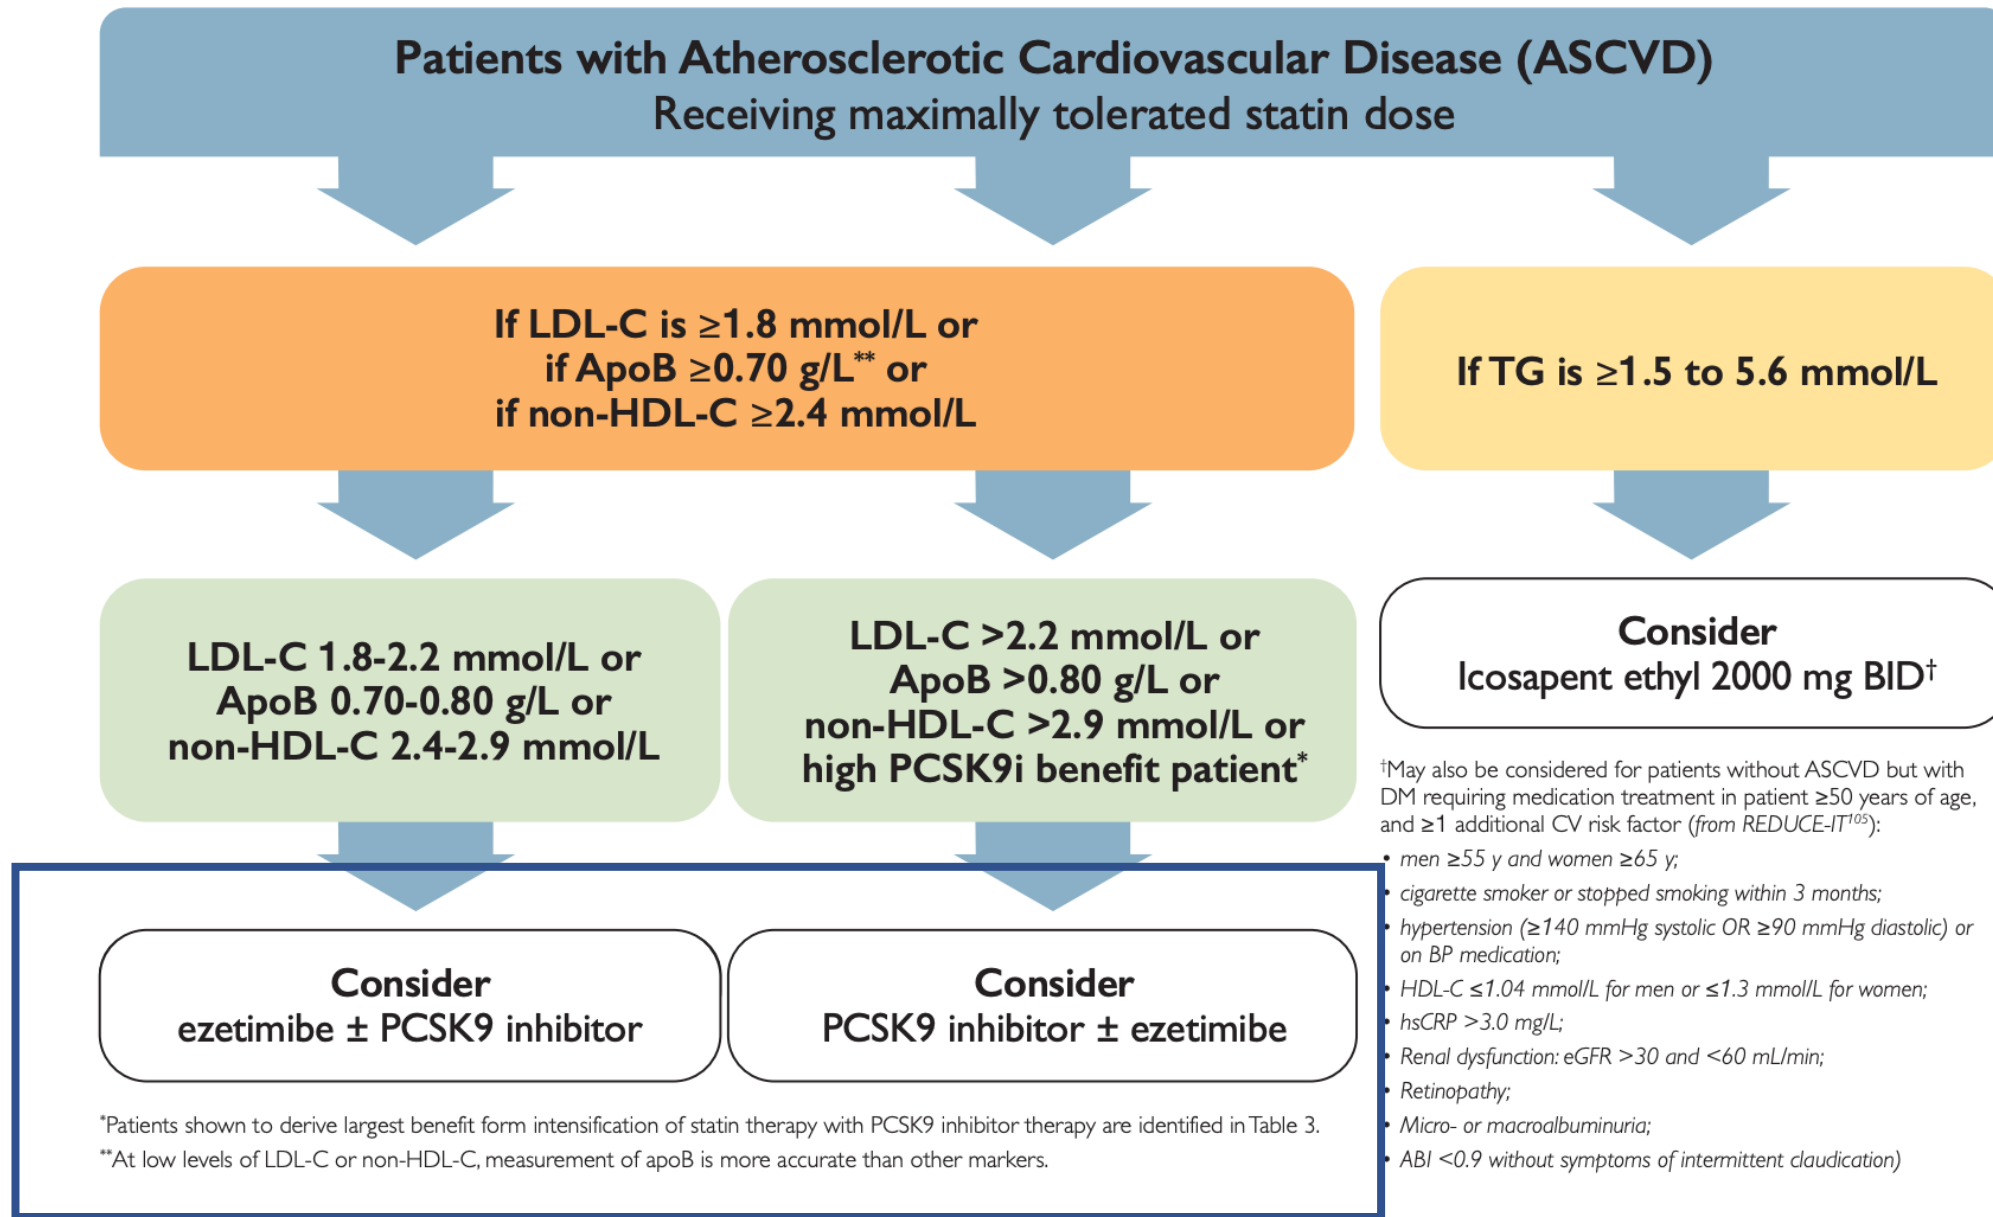 Patients with Atherosclerotic Cardiovascular Disease (ASCVD)
Receiving maximally tolerated statin dose
If LDL-C is ≥1.8 mmol/L or
if ApoB ≥0.70 g/L** or
if non-HDL-C ≥2.4 mmol/L
If TG is ≥1.5 to 5.6 mmol/L
LDL-C 1.8-2.2 mmol/L or
ApoB 0.70-0.80 g/L or
non-HDL-C 2.4-2.9 mmol/L
LDL-C >2.2 mmol/L or
ApoB >0.80 g/L or
non-HDL-C >2.9 mmol/L or
high PCSK9i benefit patient*
Consider
Icosapent ethyl 2000 mg BID†
Consider
ezetimibe ± PCSK9 inhibitor
Consider
PCSK9 inhibitor ± ezetimibe
*Patients shown to derive largest benefit form intensification of statin therapy with PCSK9 inhibitor therapy are identified in Table 3.
**At low levels of LDL-C or non-HDL-C, measurement of apoB is more accurate than other markers.
†May also be considered for patients without ASCVD but with
DM requiring medication treatment in patient ≥50 years of age,
and ≥1 additional CV risk factor (from REDUCE-IT105):
• men ≥55 y and women ≥65 y;
• cigarette smoker or stopped smoking within 3 months;
• hypertension (≥140 mmHg systolic OR ≥90 mmHg diastolic) or
on BP medication;
• HDL-C ≤1.04 mmol/L for men or ≤1.3 mmol/L for women;
• hsCRP >3.0 mg/L;
• Renal dysfunction: eGFR >30 and <60 mL/min;
• Retinopathy;
• Micro- or macroalbuminuria;
• ABI <0.9 without symptoms of intermittent claudication)